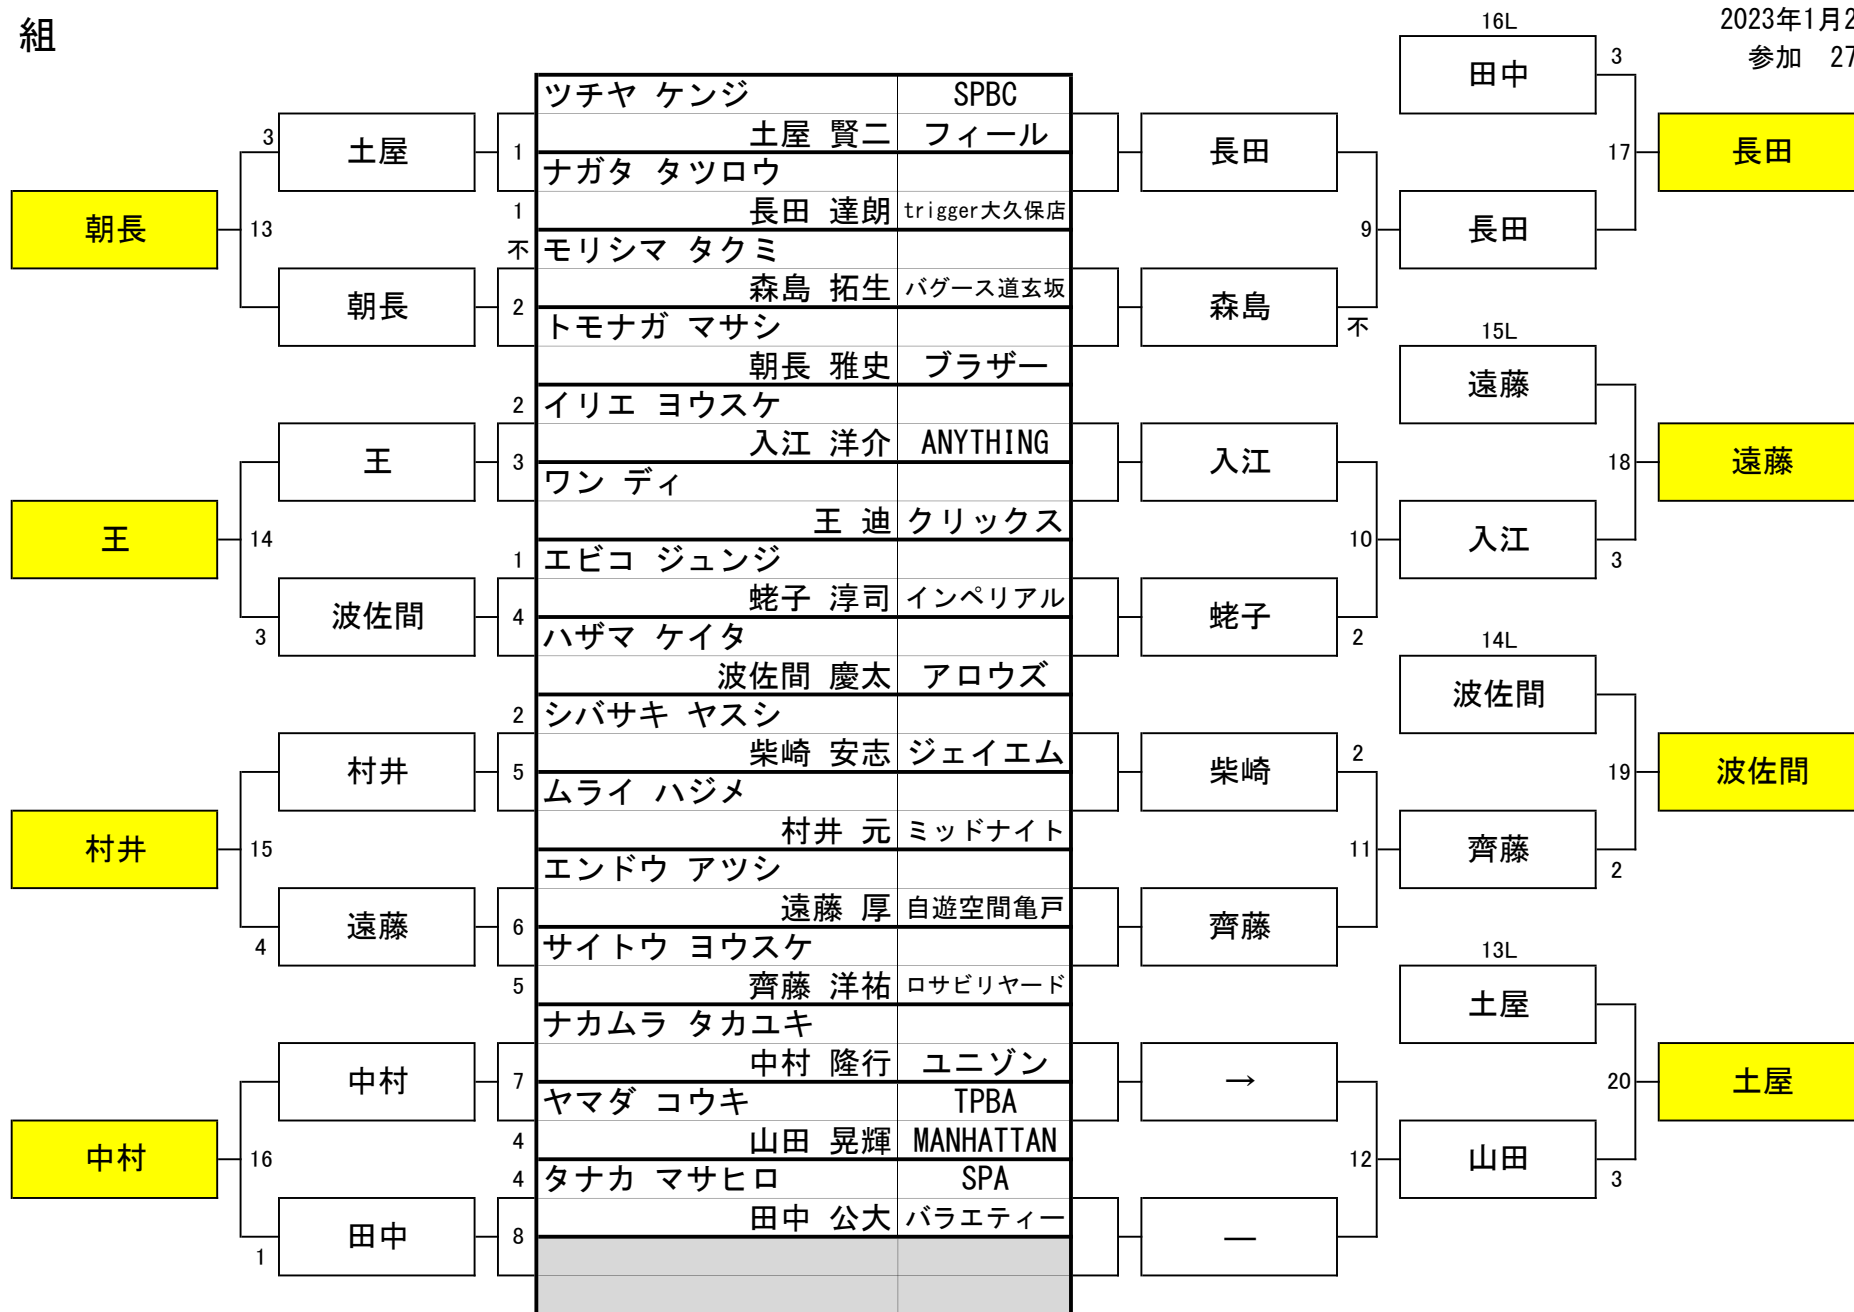 組
2023年1月2
参加 27
16L
田中
3
ツチヤ ケンジ SPBC
土屋 賢二 フィール
3
土屋
1
長田
17
長田
ナガタ タツロウ
1
長田 達朗 trigger大久保店
朝長
13
9
長田
不
モリシマ タクミ
森島 拓生 バグース道玄坂
朝長
2
森島
不
トモナガ マサシ
15L
朝長 雅史 ブラザー
遠藤
2
イリエ ヨウスケ
入江 洋介 ANYTHING
王
3
入江
18
遠藤
ワン ディ
王 迪 クリックス
王
14
10
入江
3
1
エビコ ジュンジ
蛯子 淳司 インペリアル
3
波佐間
4
蛯子
2
ハザマ ケイタ
14L
波佐間 慶太 アロウズ
波佐間
2
シバサキ ヤスシ
柴崎 安志 ジェイエム
村井
5
柴崎
2
19
波佐間
ムライ ハジメ
村井 元 ミッドナイト
村井
15
11
齊藤
2
エンドウ アツシ
遠藤 厚 自遊空間亀戸
4
遠藤
6
齊藤
サイトウ ヨウスケ
13L
5
齊藤 洋祐 ロサビリヤード
土屋
ナカムラ タカユキ
中村 隆行 ユニゾン
中村
7
→
20
土屋
ヤマダ コウキ TPBA
4
山田 晃輝 MANHATTAN
中村
16
12
山田
3
4
タナカ マサヒロ SPA
田中 公大 バラエティー
1
田中
8
―